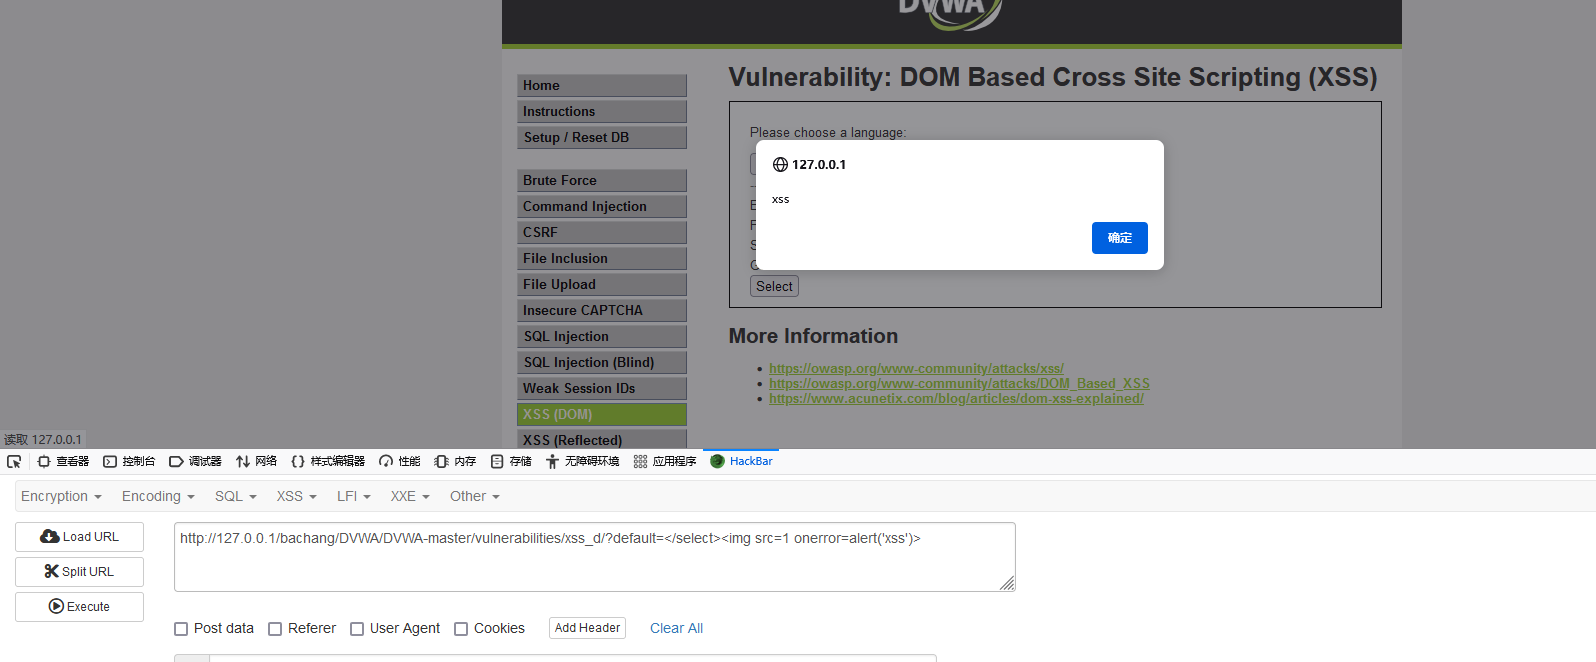 DVWA
Home
Instructions
Setup / Reset DB
Brute Force
Command Injection
CSRF
File Inclusion
File Upload
Insecure CAPTCHA
SQL Injection
SQL Injection (Blind)
Weak Session IDs
XSS (DOM)
XSS (Reflected)
Vulnerability: DOM Based Cross Site Scripting (XSS)
Please choose a language:
127.0.0.1
xss
确定
Select
More Information
https://owasp.org/www-community/attacks/xss/
https://owasp.org/www-community/attacks/DOM_Based_XSS
https://www.acunetix.com/blog/articles/dom-xss-explained/
读取 127.0.0.1
查看器 控制台 调试器 网络 样式编辑器 性能 内存 存储 无障碍环境 应用程序 HackBar
Encryption Encoding SQL XSS LFI XXE Other
Load URL
Split URL
Execute
http://127.0.0.1/bachang/DVWA/DVWA-master/vulnerabilities/xss_d/?default=</select><img src=1 onerror=alert('xss')>
Post data Referer User Agent Cookies Add Header Clear All